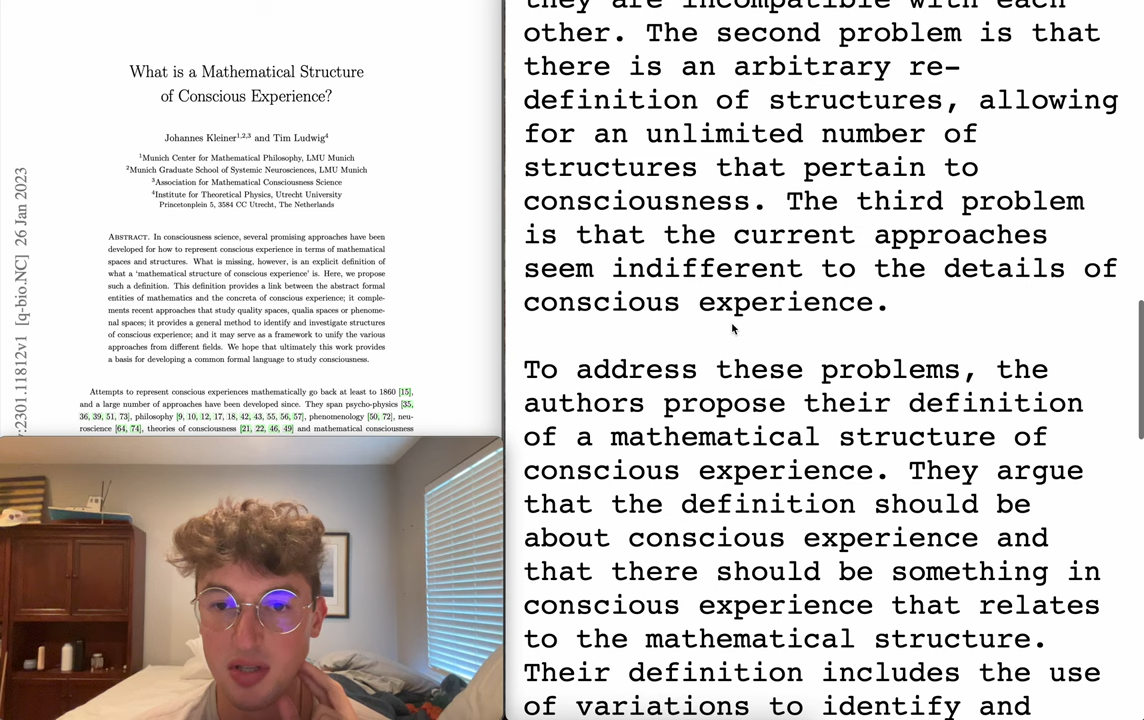 What is a Mathematical Structure
of Conscious Experience?
Johannes Kleiner1,2,3 and Tim Ludwig4
1Munich Center for Mathematical Philosophy, LMU Munich
2Munich Graduate School of Systemic Neurosciences, LMU Munich
3Association for Mathematical Consciousness Science
4Institute for Theoretical Physics, Utrecht University
Princetonplein 5, 3584 CC Utrecht, The Netherlands
Abstract. In consciousness science, several promising approaches have been
developed for how to represent conscious experience in terms of mathematical
spaces and structures. What is missing, however, is an explicit definition of
what a ‘mathematical structure of conscious experience’ is. Here, we propose
such a definition. This definition provides a link between the abstract formal
entities of mathematics and the concreta of conscious experience; it comple-
ments recent approaches that study quality spaces, qualia spaces or phenome-
nal spaces; it provides a general method to identify and investigate structures
of conscious experience; and it may serve as a framework to unify the various
approaches from different fields. We hope that ultimately this work provides
a basis for developing a common formal language to study consciousness.
Attempts to represent conscious experiences mathematically go back at least to 1860 [15],
and a large number of approaches have been developed since. They span psycho-physics [35,
36, 39, 51, 73], philosophy [9, 10, 12, 17, 18, 42, 43, 55, 56, 57], phenomenology [50, 72], neu-
roscience [64, 74], theories of consciousness [21, 22, 46, 49] and mathematical consciousness
v:2301.11812v1 [q-bio.NC] 26 Jan 2023
they are incompatible with each
other. The second problem is that
there is an arbitrary re-
definition of structures, allowing
for an unlimited number of
structures that pertain to
consciousness. The third problem
is that the current approaches
seem indifferent to the details of
conscious experience.
To address these problems, the
authors propose their definition
of a mathematical structure of
conscious experience. They argue
that the definition should be
about conscious experience and
that there should be something in
conscious experience that relates
to the mathematical structure.
Their definition includes the use
of variations to identify and